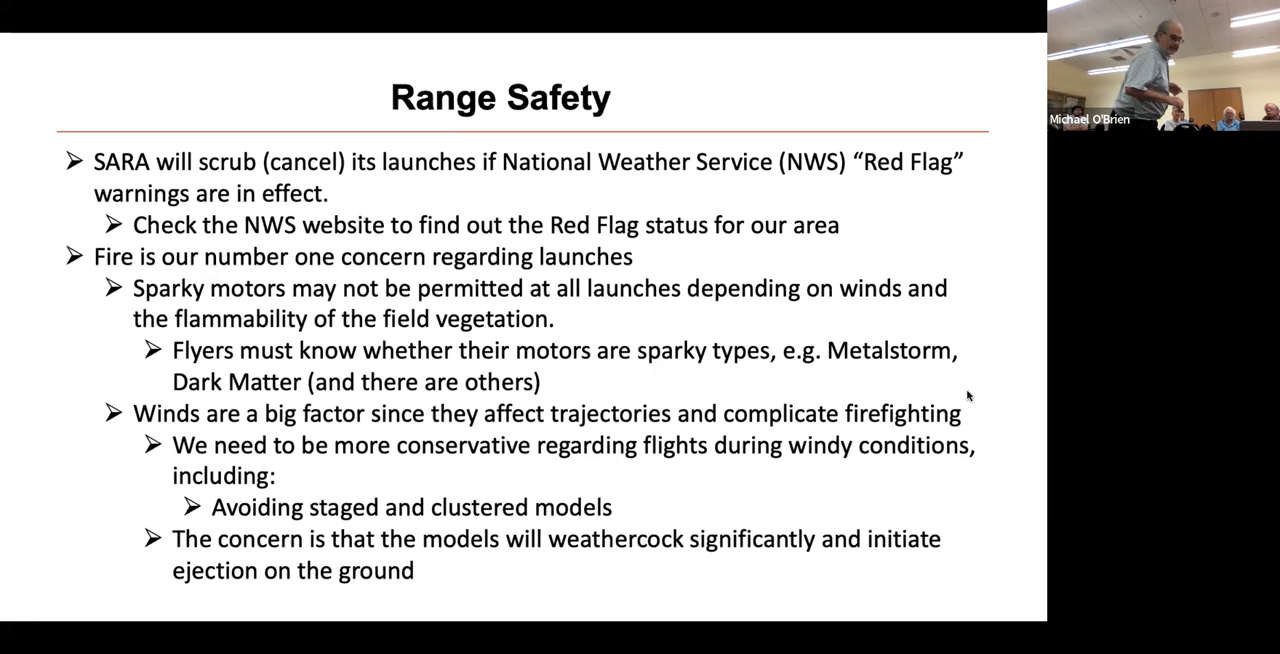 Range Safety
➢ SARA will scrub (cancel) its launches if National Weather Service (NWS) “Red Flag”
warnings are in effect.
➢ Check the NWS website to find out the Red Flag status for our area
➢ Fire is our number one concern regarding launches
➢ Sparky motors may not be permitted at all launches depending on winds and
the flammability of the field vegetation.
➢ Flyers must know whether their motors are sparky types, e.g. Metalstorm,
Dark Matter (and there are others)
➢ Winds are a big factor since they affect trajectories and complicate firefighting
➢ We need to be more conservative regarding flights during windy conditions,
including:
➢ Avoiding staged and clustered models
➢ The concern is that the models will weathercock significantly and initiate
ejection on the ground
Michael O'Brien